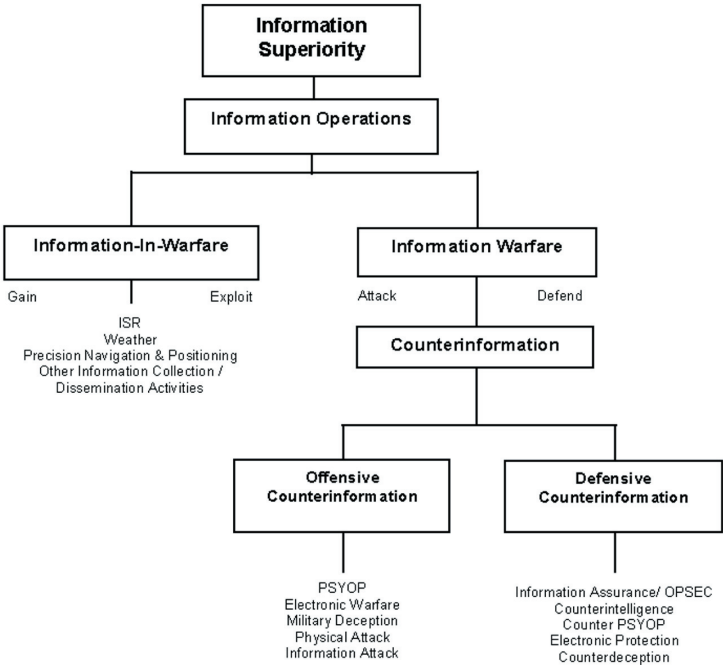 Information
Superiority
Information Operations
Information-In-Warfare
Information Warfare
Gain
Exploit
Attack
Defend
ISR
Weather
Precision Navigation & Positioning
Other Information Collection /
Dissemination Activities
Counterinformation
Offensive
Counterinformation
Defensive
Counterinformation
PSYOP
Electronic Warfare
Military Deception
Physical Attack
Information Attack
Information Assurance/ OPSEC
Counterintelligence
Counter PSYOP
Electronic Protection
Counterdeception